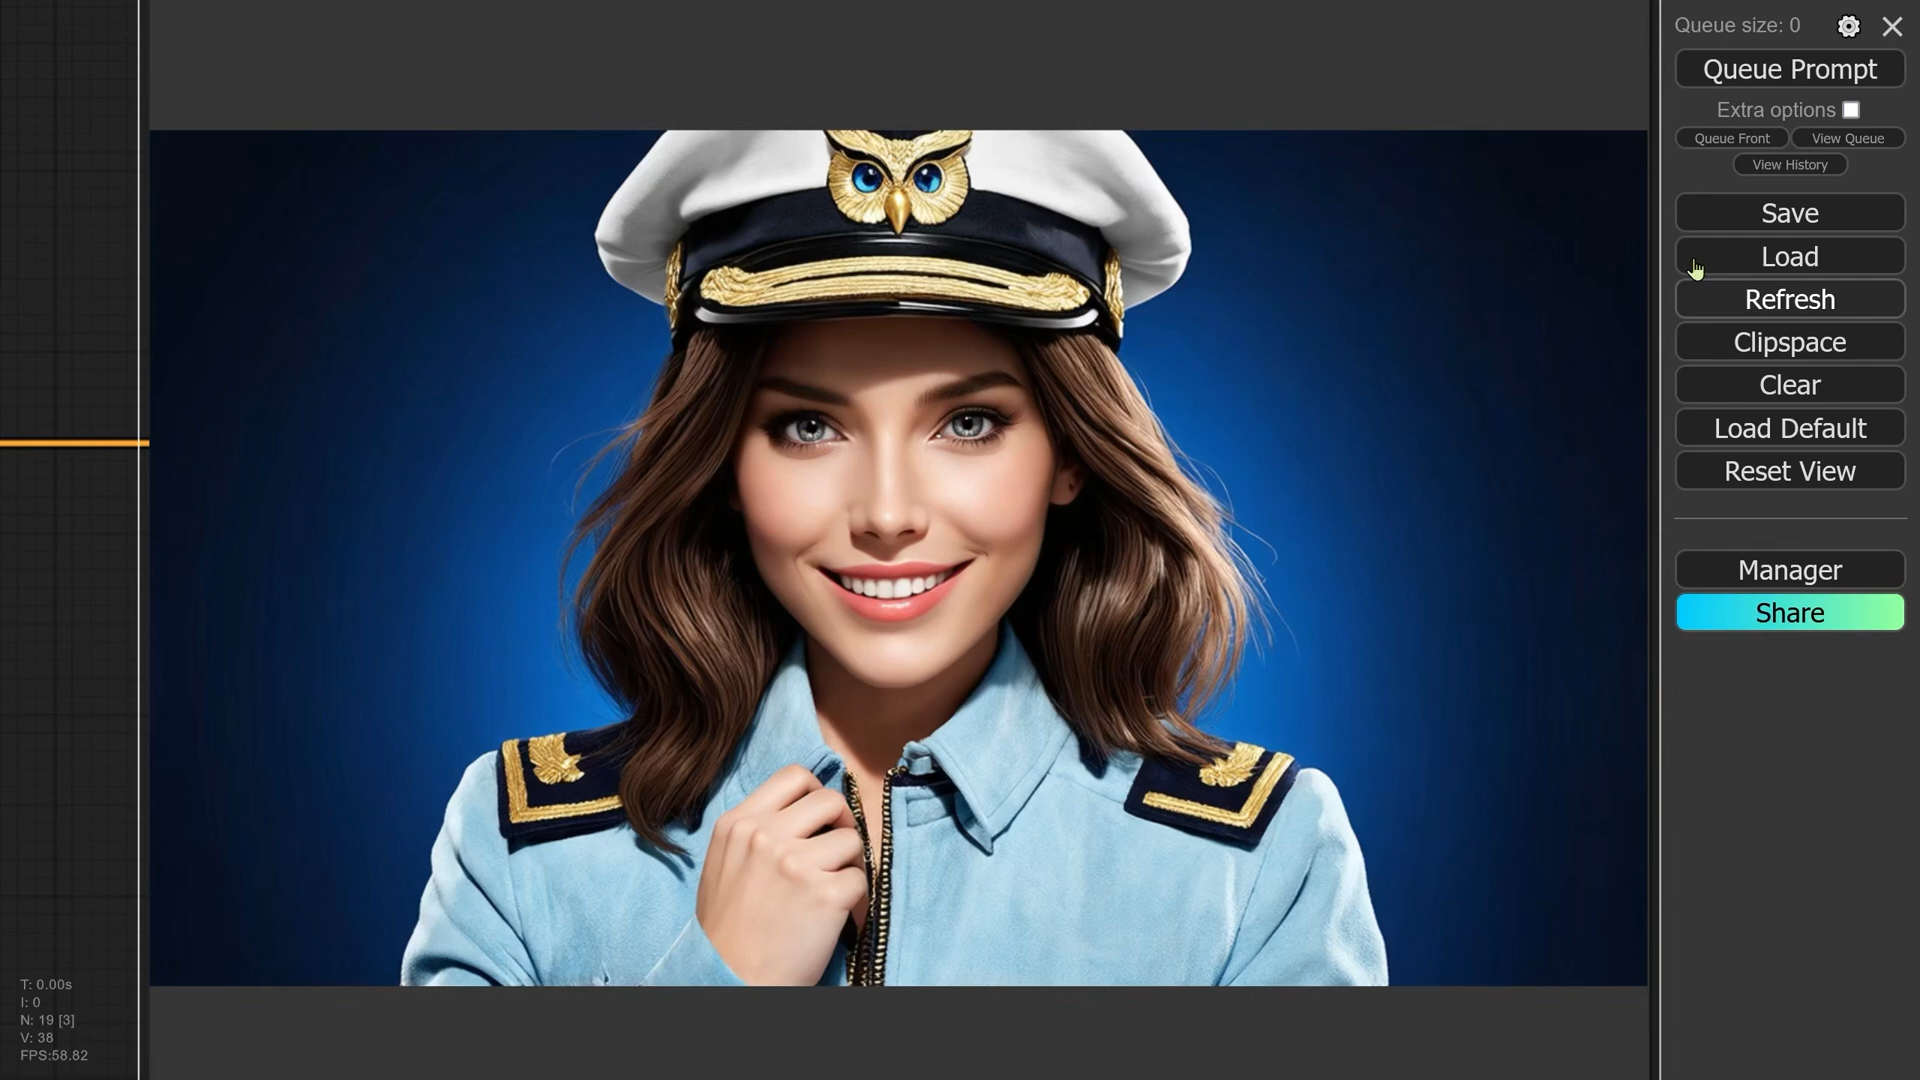 Queue size: 0
Queue Prompt
Extra options
Queue Front
View Queue
View History
Save
Load
Refresh
Clipspace
Clear
Load Default
Reset View
Manager
Share
T: 0.00s
I: 0
N: 19 [3]
V: 38
FPS:58.82